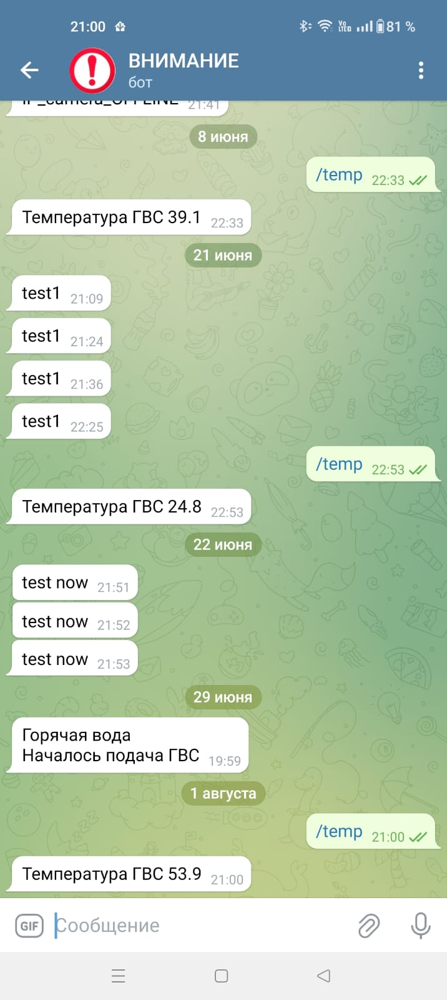 21:00
Vo
LTED
81 %
ВНИМАНИЕ
бот
IP_camera_OFFLINE 21:41
8 июня
/temp 22:33
Температура ГВС 39.1 22:33
21 июня
test1 21:09
test1 21:24
test1 21:36
test1 22:25
/temp 22:53
Температура ГВС 24.8 22:53
22 июня
test now 21:51
test now 21:52
test now 21:53
29 июня
Горячая вода
Началось подача ГВС 19:59
1 августа
/temp 21:00
Температура ГВС 53.9 21:00
GIF Сообщение